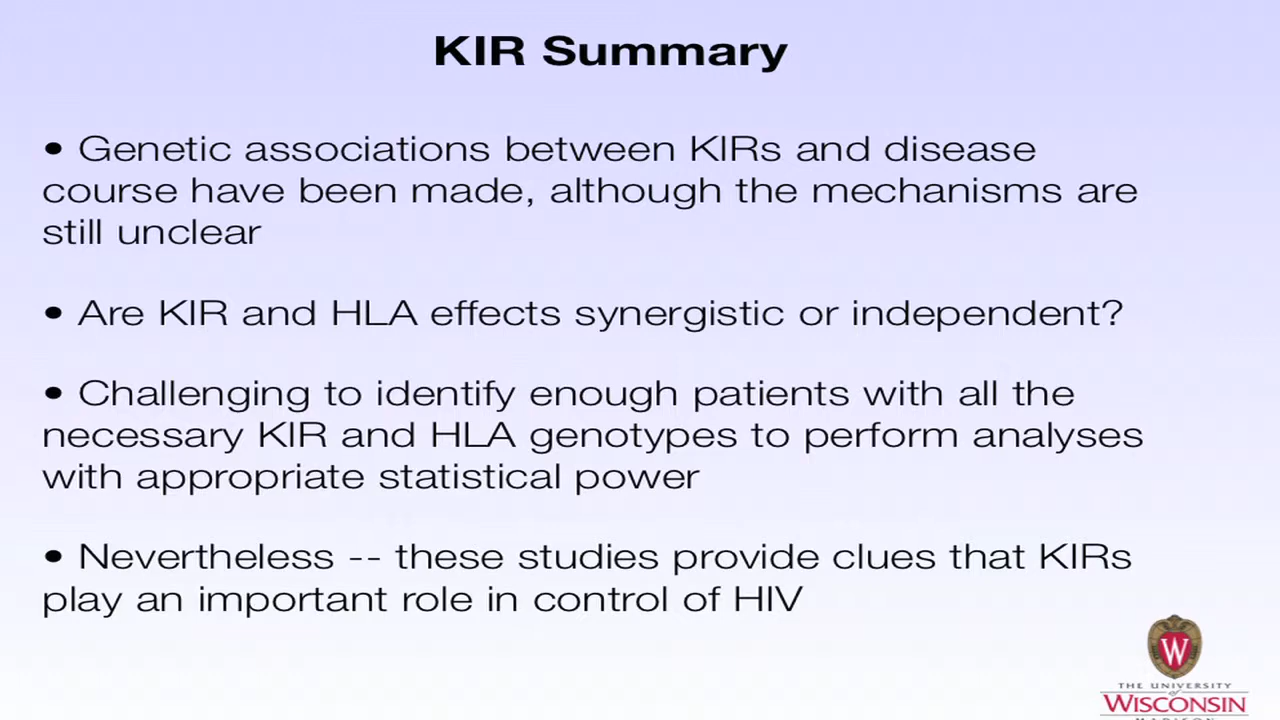 KIR Summary
• Genetic associations between KIRs and disease
course have been made, although the mechanisms are
still unclear
• Are KIR and HLA effects synergistic or independent?
• Challenging to identify enough patients with all the
necessary KIR and HLA genotypes to perform analyses
with appropriate statistical power
• Nevertheless -- these studies provide clues that KIRs
play an important role in control of HIV
W
THE UNIVERSITY
of
WISCONSIN
MADISON